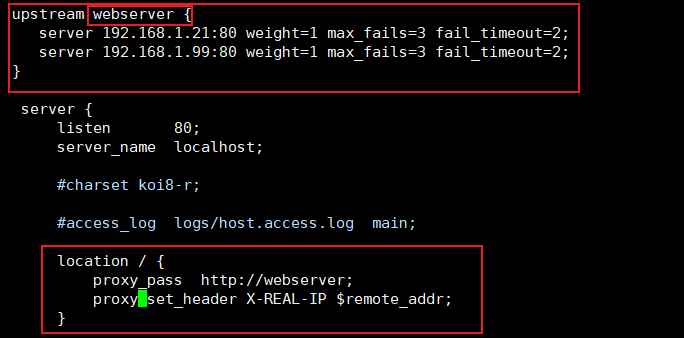 upstream webserver {
   server 192.168.1.21:80 weight=1 max_fails=3 fail_timeout=2;
   server 192.168.1.99:80 weight=1 max_fails=3 fail_timeout=2;
}
 server {
     listen       80;
     server_name  localhost;
     #charset koi8-r;
     #access_log  logs/host.access.log  main;
     location / {
         proxy_pass  http://webserver;
         proxy_set_header X-REAL-IP $remote_addr;
     }